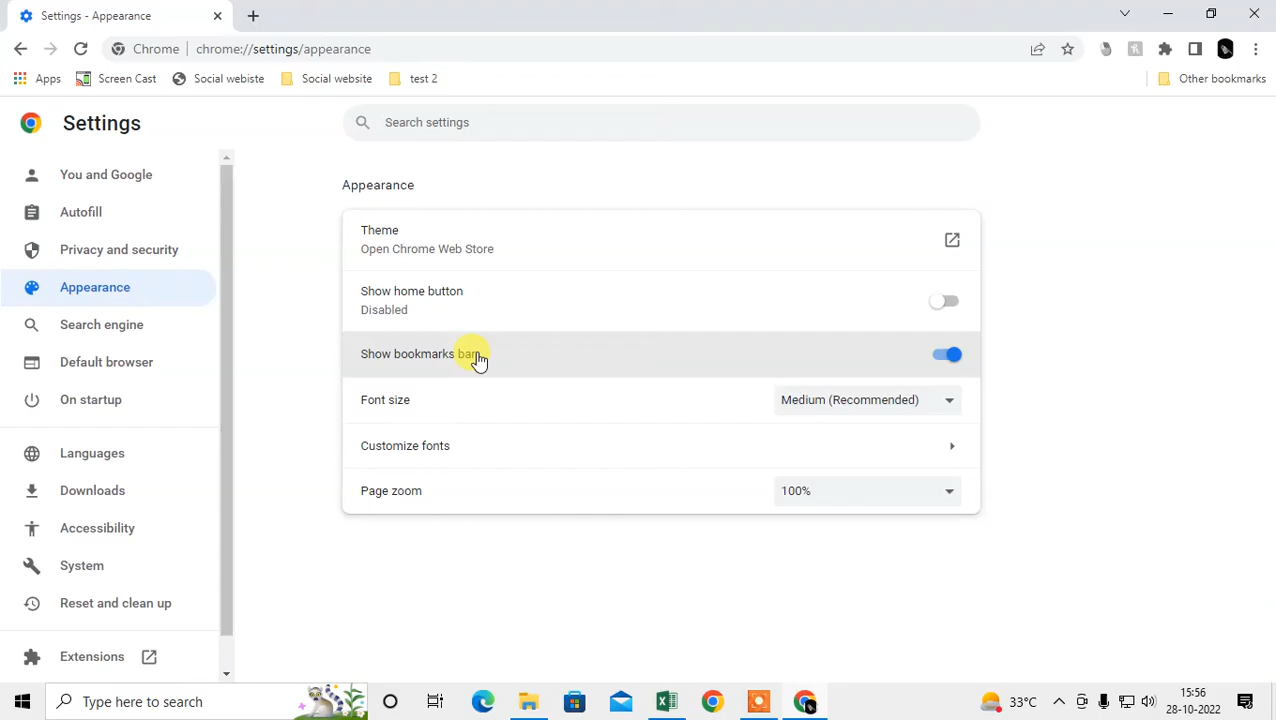 Settings - Appearance
Chrome chrome://settings/appearance
Apps Screen Cast Social webiste Social website test 2 Other bookmarks
Settings
Search settings
You and Google
Autofill
Privacy and security
Appearance
Search engine
Default browser
On startup
Languages
Downloads
Accessibility
System
Reset and clean up
Extensions
Appearance
Theme
Open Chrome Web Store
Show home button
Disabled
Show bookmarks bar
Font size Medium (Recommended)
Customize fonts
Page zoom 100%
Type here to search
33°C
15:56
28-10-2022